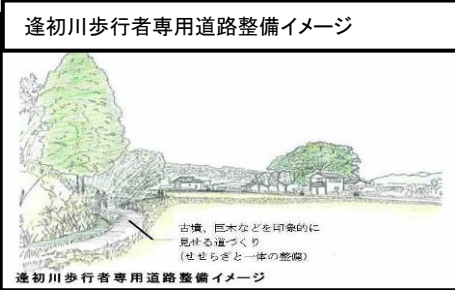 逢初川歩行者専用道路整備イメージ
古墳、巨木などを印象的に
見せる道づくり
(せせらぎと一体の整備)
逢初川歩行者専用道路整備イメージ